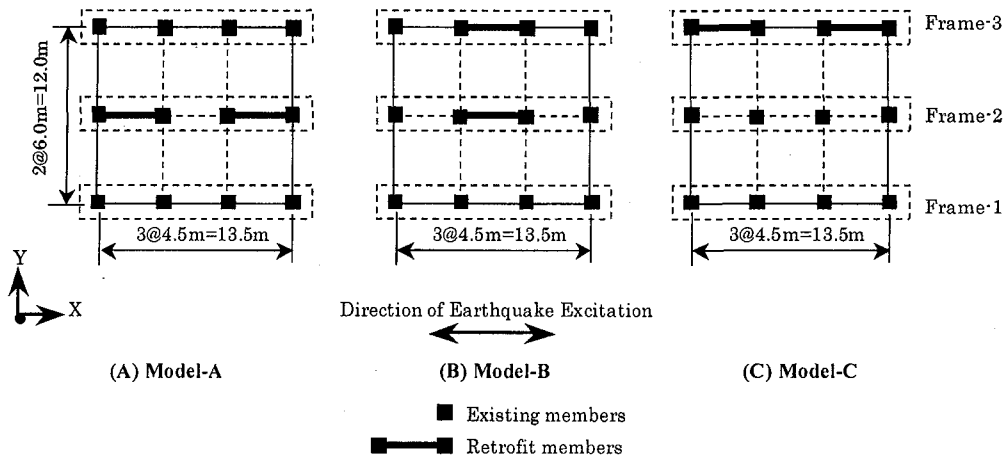 Frame-3
Frame-2
Frame-1
2@6.0m=12.0m
3@4.5m=13.5m
3@4.5m=13.5m
3@4.5m=13.5m
Y
X
Direction of Earthquake Excitation
(A) Model-A
(B) Model-B
(C) Model-C
Existing members
Retrofit members